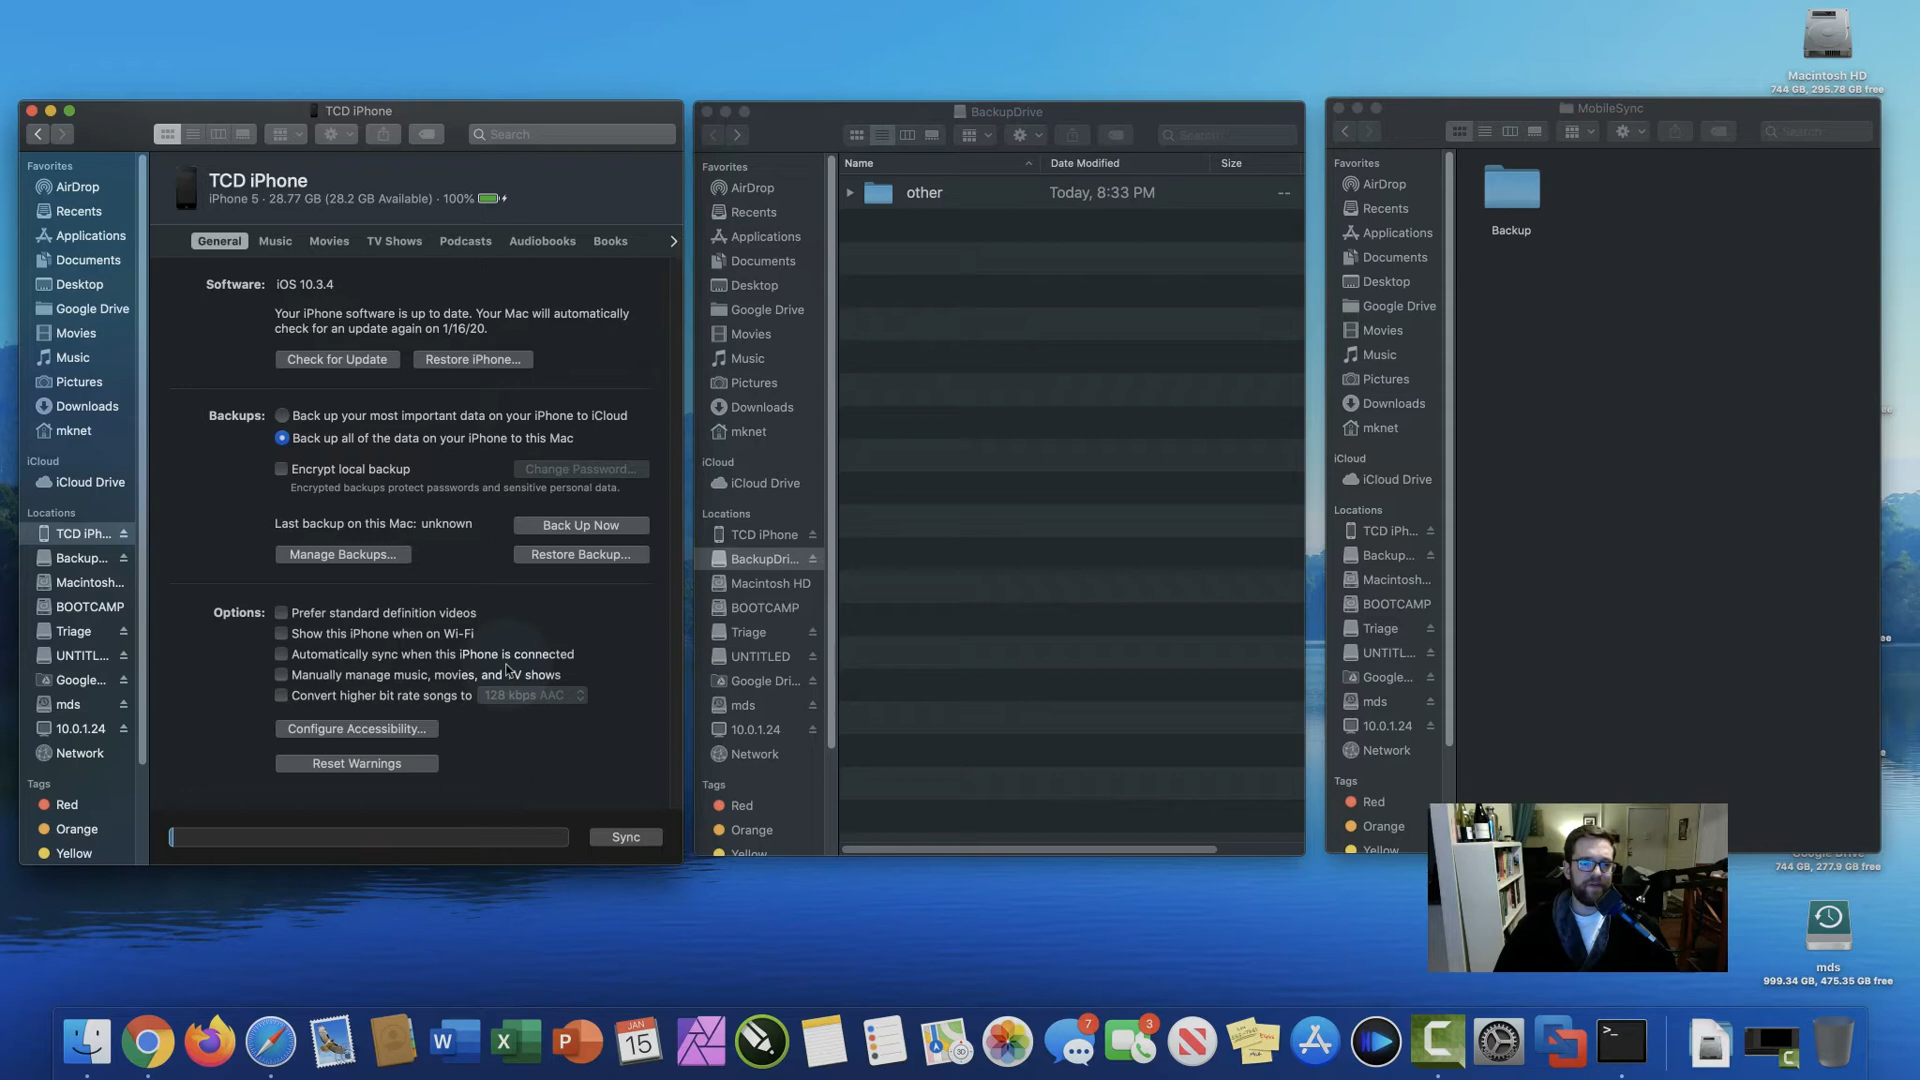 TCD iPhone
Search
Favorites
AirDrop
Recents
Applications
Documents
Desktop
Google Drive
Movies
Music
Pictures
Downloads
mknet
iCloud
iCloud Drive
Locations
TCD iPh...
Backup...
Macintosh...
BOOTCAMP
Triage
UNTITL...
Google...
mds
10.0.1.24
Network
Tags
Red
Orange
Yellow
TCD iPhone
iPhone 5 · 28.77 GB (28.2 GB Available) · 100%
General Music Movies TV Shows Podcasts Audiobooks Books
Software: iOS 10.3.4
Your iPhone software is up to date. Your Mac will automatically
check for an update again on 1/16/20.
Check for Update Restore iPhone...
Backups: Back up your most important data on your iPhone to iCloud
Back up all of the data on your iPhone to this Mac
Encrypt local backup Change Password...
Encrypted backups protect passwords and sensitive personal data.
Last backup on this Mac: unknown Back Up Now
Manage Backups... Restore Backup...
Options: Prefer standard definition videos
Show this iPhone when on Wi-Fi
Automatically sync when this iPhone is connected
Manually manage music, movies, and TV shows
Convert higher bit rate songs to 128 kbps AAC
Configure Accessibility...
Reset Warnings
Sync
BackupDrive
Search
Favorites
AirDrop
Recents
Applications
Documents
Desktop
Google Drive
Movies
Music
Pictures
Downloads
mknet
iCloud
iCloud Drive
Locations
TCD iPhone
BackupDri...
Macintosh HD
BOOTCAMP
Triage
UNTITLED
Google Dri...
mds
10.0.1.24
Network
Tags
Red
Orange
Yellow
Name Date Modified Size
other Today, 8:33 PM --
MobileSync
Search
Favorites
AirDrop
Recents
Applications
Documents
Desktop
Google Drive
Movies
Music
Pictures
Downloads
mknet
iCloud
iCloud Drive
Locations
TCD iPh...
Backup...
Macintosh...
BOOTCAMP
Triage
UNTITL...
Google...
mds
10.0.1.24
Network
Tags
Red
Orange
Yellow
Backup
Macintosh HD
744 GB, 295.78 GB free
Google Drive
744 GB, 277.9 GB free
mds
999.34 GB, 475.35 GB free
W
X
P
JAN
15
3D
7
3
N
C
>_
C